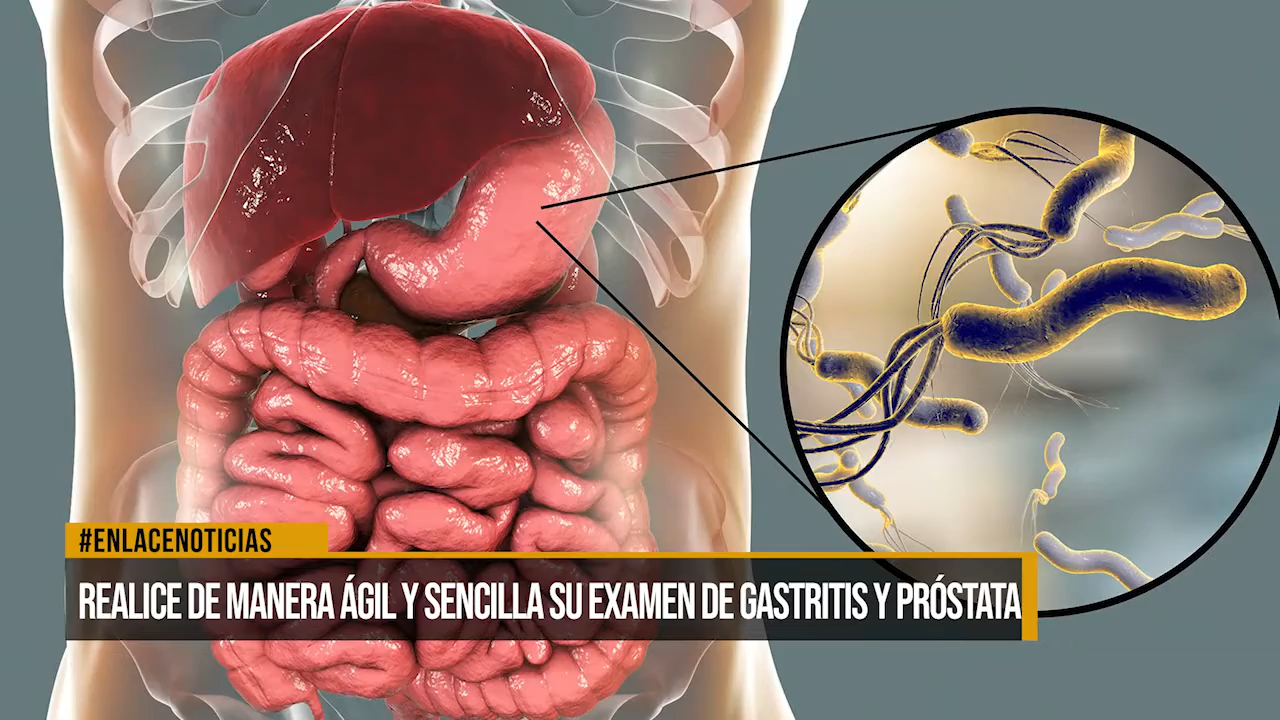 #ENLACENOTICIAS
REALICE DE MANERA ÁGIL Y SENCILLA SU EXAMEN DE GASTRITIS Y PRÓSTATA